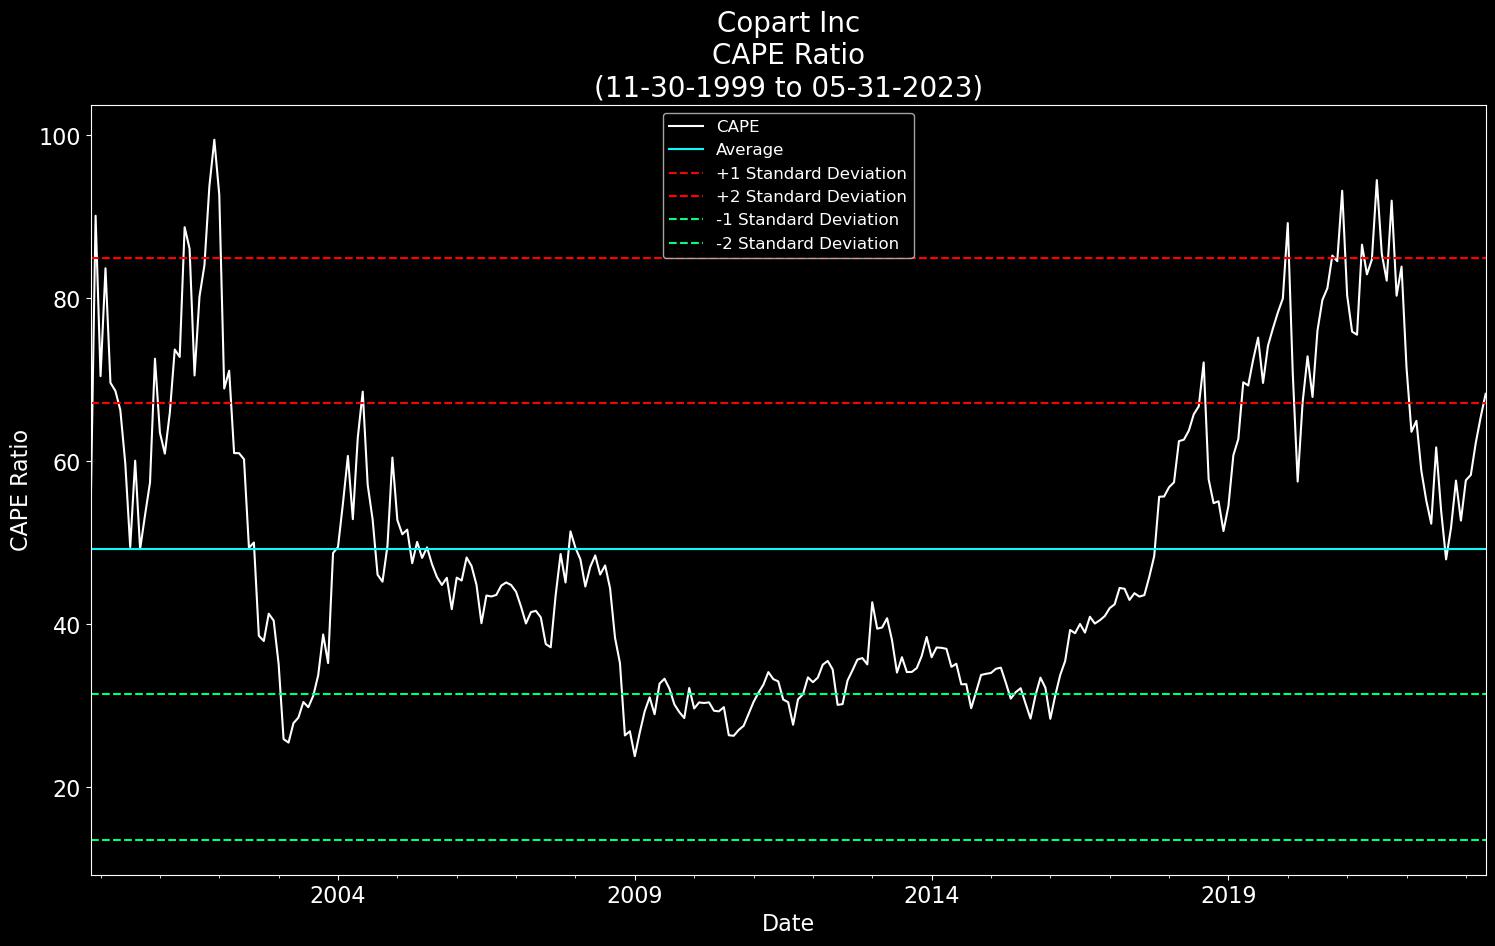 Copart Inc
CAPE Ratio
(11-30-1999 to 05-31-2023)
CAPE
Average
+1 Standard Deviation
+2 Standard Deviation
-1 Standard Deviation
-2 Standard Deviation
100
80
60
40
20
CAPE Ratio
2004 2009 2014 2019
Date